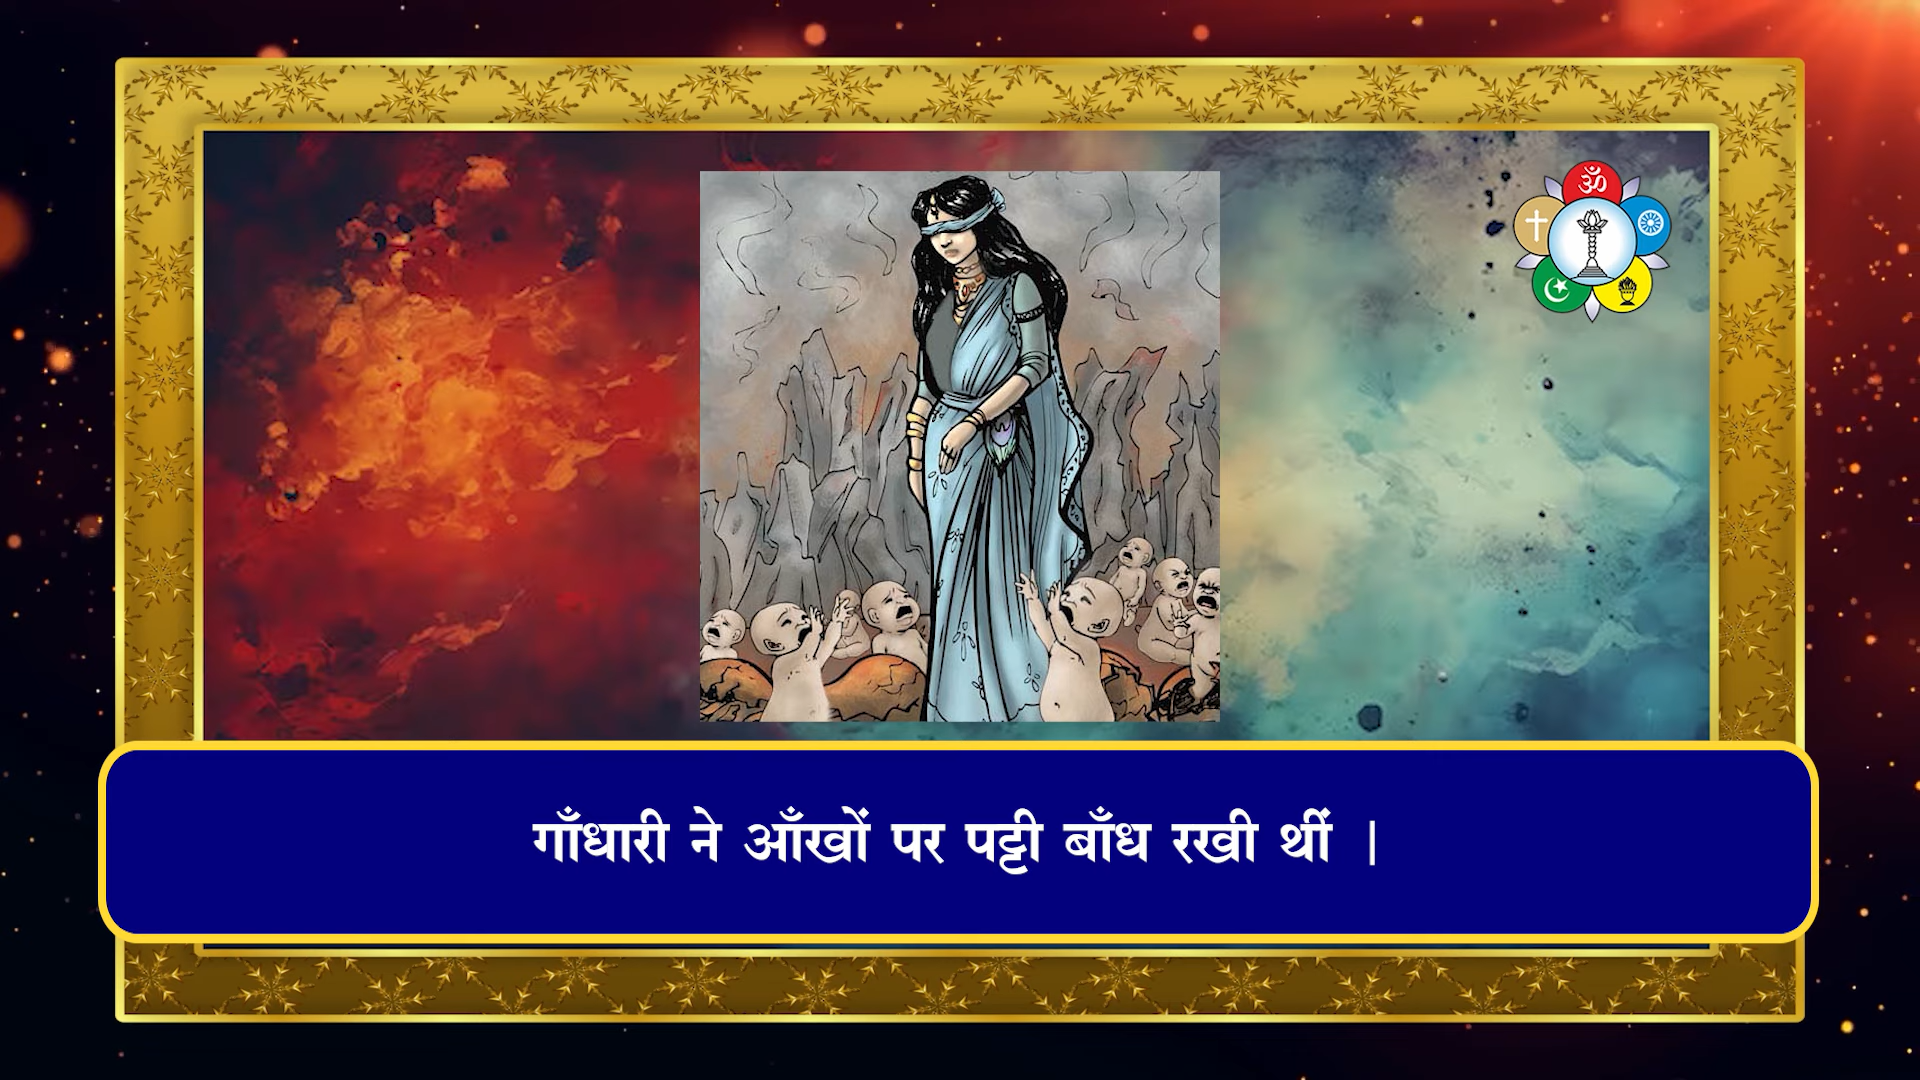 ॐ
गाँधारी ने आँखों पर पट्टी बाँध रखी थीं |